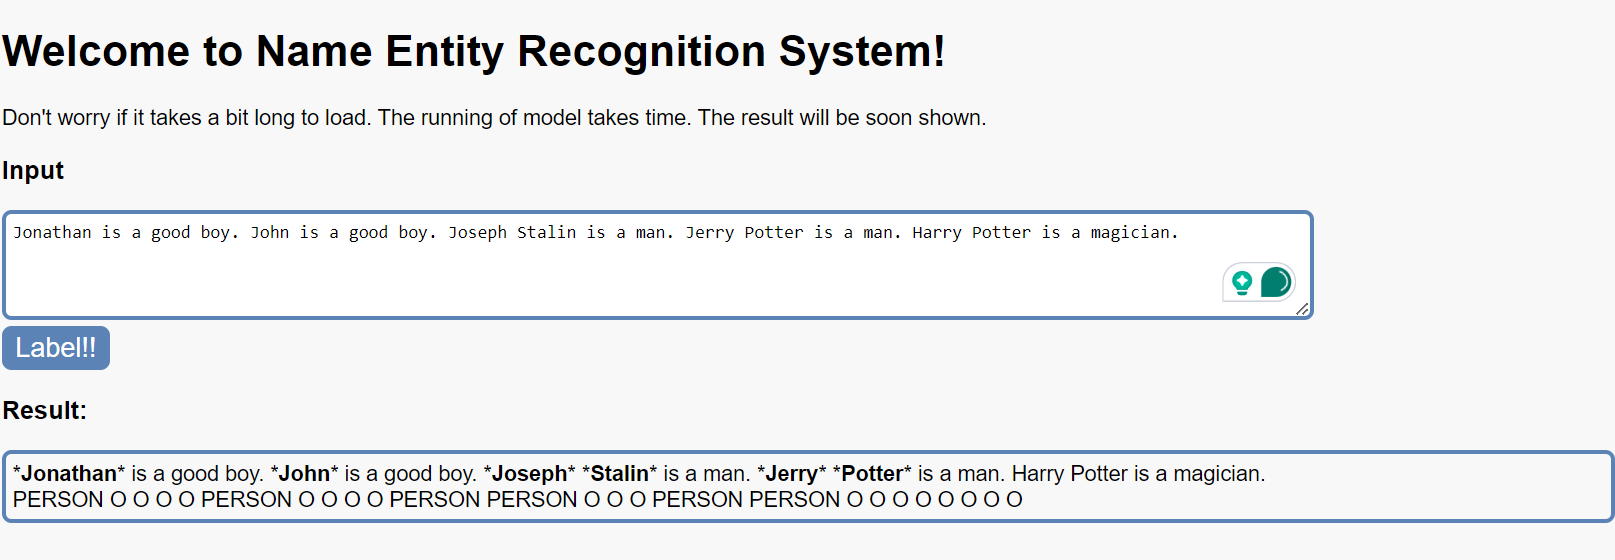 Welcome to Name Entity Recognition System!
Don't worry if it takes a bit long to load. The running of model takes time. The result will be soon shown.
Input
Jonathan is a good boy. John is a good boy. Joseph Stalin is a man. Jerry Potter is a man. Harry Potter is a magician.
Label!!
Result:
*Jonathan* is a good boy. *John* is a good boy. *Joseph* *Stalin* is a man. *Jerry* *Potter* is a man. Harry Potter is a magician.
PERSON O O O O PERSON O O O O PERSON PERSON O O O PERSON PERSON O O O O O O O O